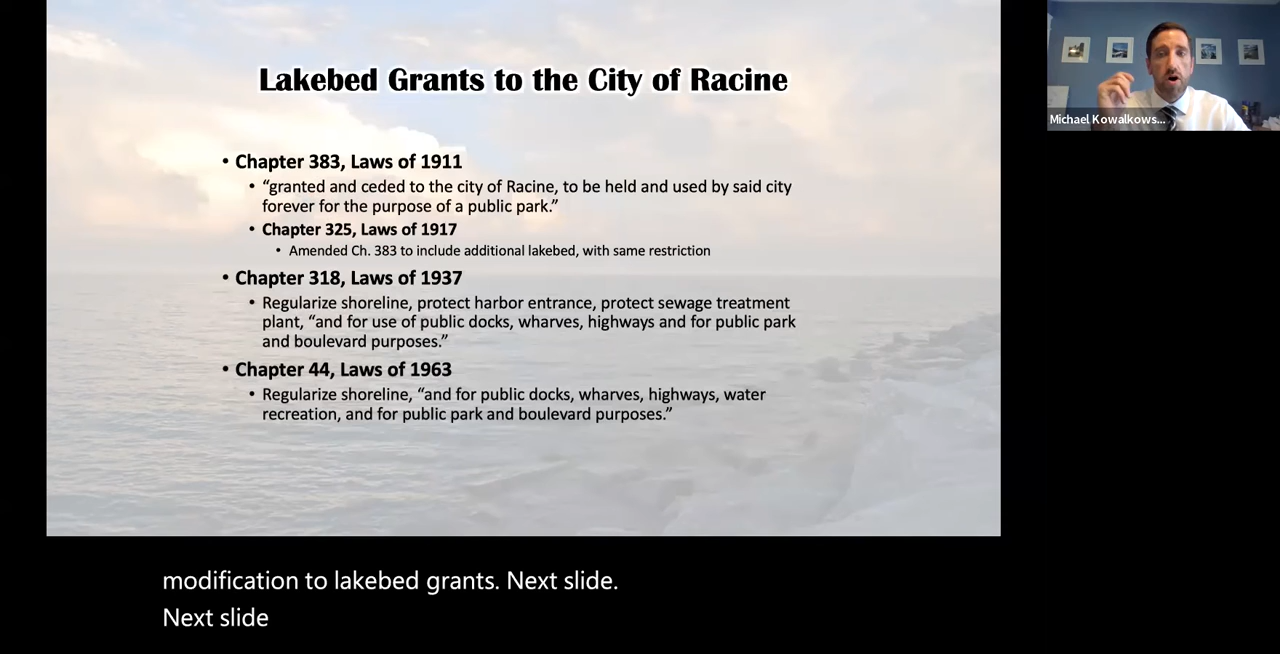 Lakebed Grants to the City of Racine
• Chapter 383, Laws of 1911
• “granted and ceded to the city of Racine, to be held and used by said city
forever for the purpose of a public park.”
• Chapter 325, Laws of 1917
• Amended Ch. 383 to include additional lakebed, with same restriction
• Chapter 318, Laws of 1937
• Regularize shoreline, protect harbor entrance, protect sewage treatment
plant, “and for use of public docks, wharves, highways and for public park
and boulevard purposes.”
• Chapter 44, Laws of 1963
• Regularize shoreline, “and for public docks, wharves, highways, water
recreation, and for public park and boulevard purposes.”
Michael Kowalkows...
modification to lakebed grants. Next slide.
Next slide